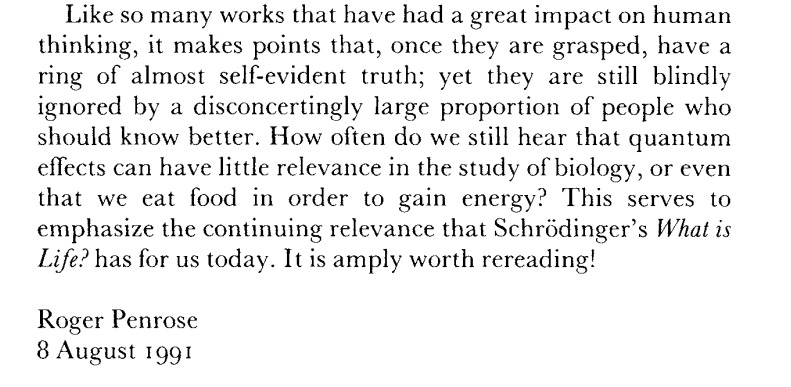 Like so many works that have had a great impact on human
thinking, it makes points that, once they are grasped, have a
ring of almost self-evident truth; yet they are still blindly
ignored by a disconcertingly large proportion of people who
should know better. How often do we still hear that quantum
effects can have little relevance in the study of biology, or even
that we eat food in order to gain energy? This serves to
emphasize the continuing relevance that Schrödinger's What is
Life? has for us today. It is amply worth rereading!
Roger Penrose
8 August 1991